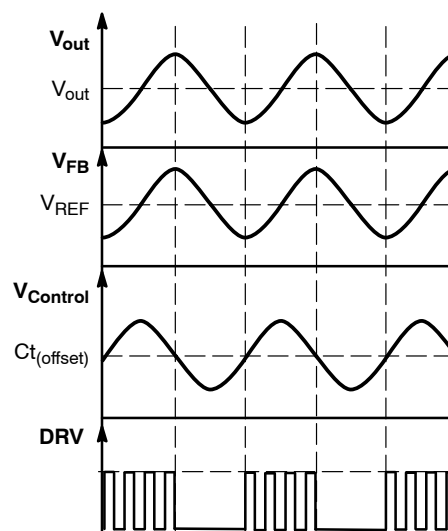 Vout
Vout
VFB
VREF
VControl
Ct(offset)
DRV